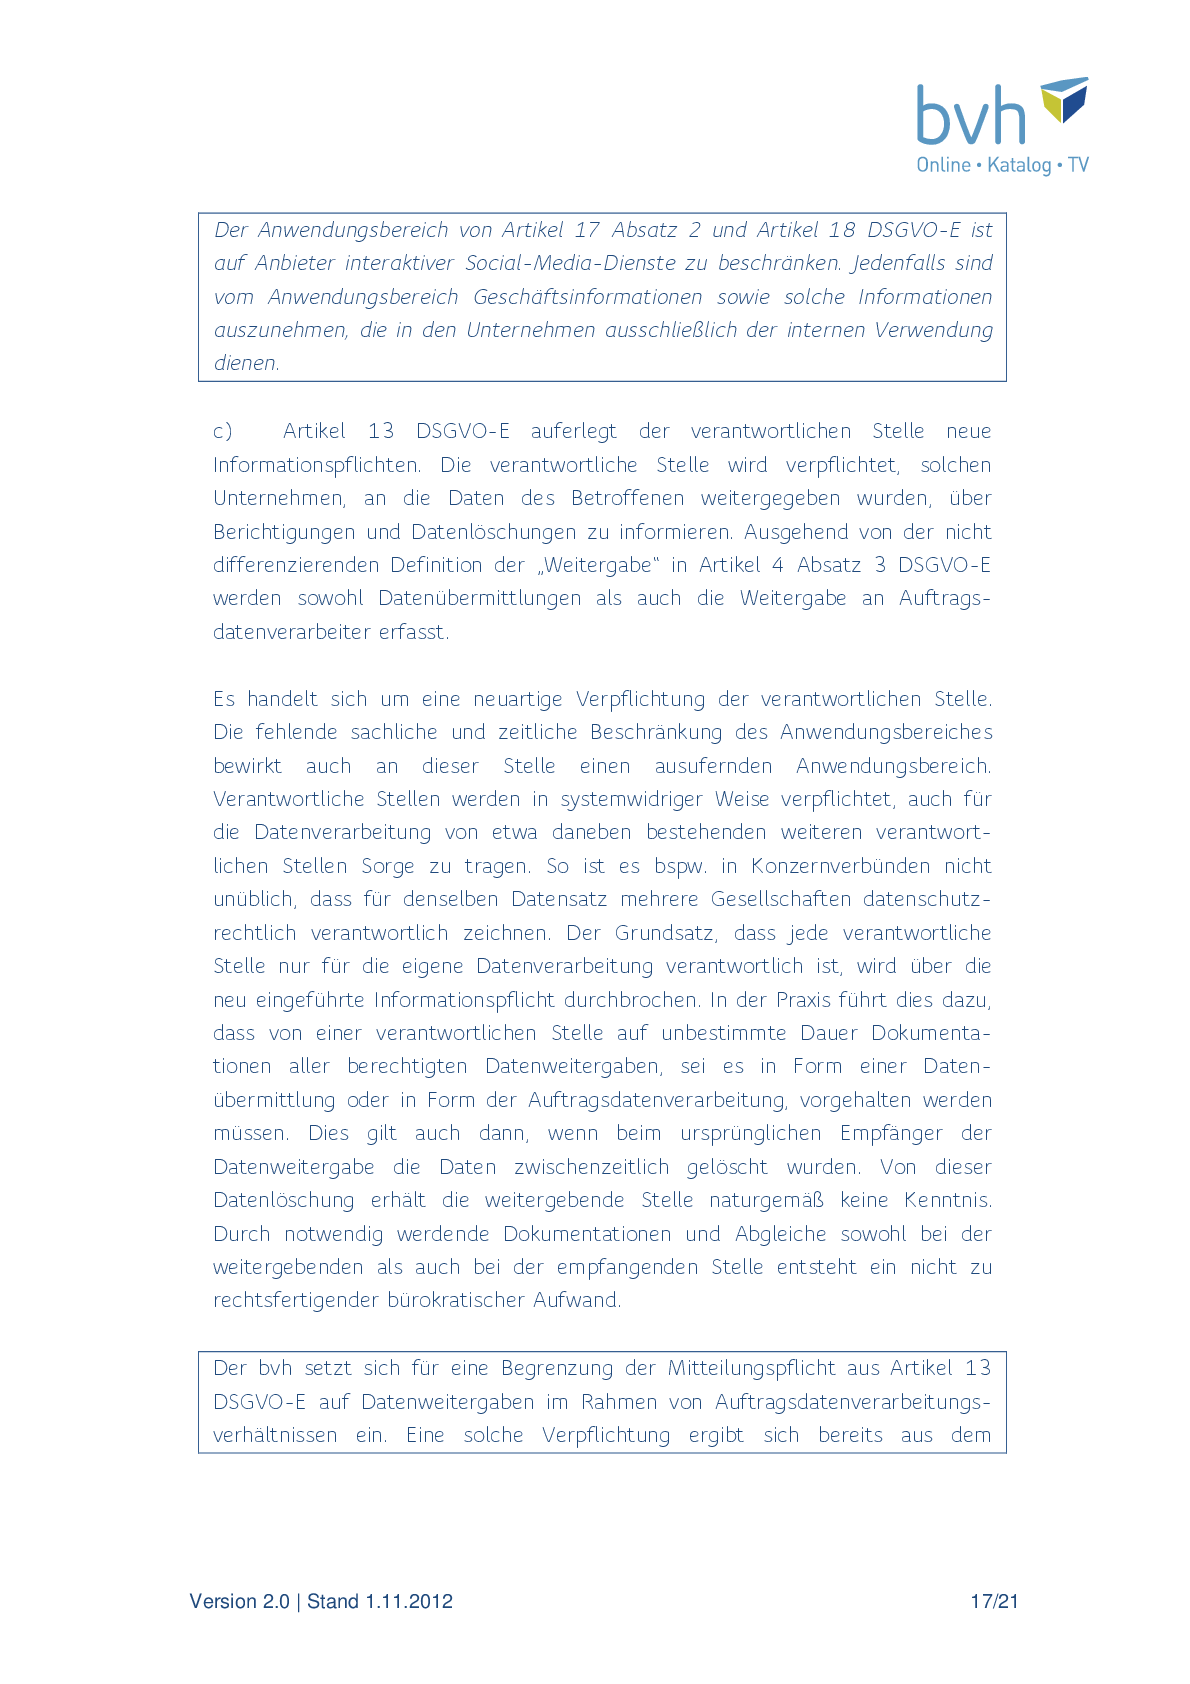 bvh
Online • Katalog • TV
Der Anwendungsbereich von Artikel 17 Absatz 2 und Artikel 18 DSGVO-E ist
auf Anbieter interaktiver Social-Media-Dienste zu beschränken. Jedenfalls sind
vom Anwendungsbereich Geschäftsinformationen sowie solche Informationen
auszunehmen, die in den Unternehmen ausschließlich der internen Verwendung
dienen.
c) Artikel 13 DSGVO-E auferlegt der verantwortlichen Stelle neue
Informationspflichten. Die verantwortliche Stelle wird verpflichtet, solchen
Unternehmen, an die Daten des Betroffenen weitergegeben wurden, über
Berichtigungen und Datenlöschungen zu informieren. Ausgehend von der nicht
differenzierenden Definition der „Weitergabe“ in Artikel 4 Absatz 3 DSGVO-E
werden sowohl Datenübermittlungen als auch die Weitergabe an Auftrags-
datenverarbeiter erfasst.
Es handelt sich um eine neuartige Verpflichtung der verantwortlichen Stelle.
Die fehlende sachliche und zeitliche Beschränkung des Anwendungsbereiches
bewirkt auch an dieser Stelle einen ausufernden Anwendungsbereich.
Verantwortliche Stellen werden in systemwidriger Weise verpflichtet, auch für
die Datenverarbeitung von etwa daneben bestehenden weiteren verantwort-
lichen Stellen Sorge zu tragen. So ist es bspw. in Konzernverbünden nicht
unüblich, dass für denselben Datensatz mehrere Gesellschaften datenschutz-
rechtlich verantwortlich zeichnen. Der Grundsatz, dass jede verantwortliche
Stelle nur für die eigene Datenverarbeitung verantwortlich ist, wird über die
neu eingeführte Informationspflicht durchbrochen. In der Praxis führt dies dazu,
dass von einer verantwortlichen Stelle auf unbestimmte Dauer Dokumenta-
tionen aller berechtigten Datenweitergaben, sei es in Form einer Daten-
übermittlung oder in Form der Auftragsdatenverarbeitung, vorgehalten werden
müssen. Dies gilt auch dann, wenn beim ursprünglichen Empfänger der
Datenweitergabe die Daten zwischenzeitlich gelöscht wurden. Von dieser
Datenlöschung erhält die weitergebende Stelle naturgemäß keine Kenntnis.
Durch notwendig werdende Dokumentationen und Abgleiche sowohl bei der
weitergebenden als auch bei der empfangenden Stelle entsteht ein nicht zu
rechtsfertigender bürokratischer Aufwand.
Der bvh setzt sich für eine Begrenzung der Mitteilungspflicht aus Artikel 13
DSGVO-E auf Datenweitergaben im Rahmen von Auftragsdatenverarbeitungs-
verhältnissen ein. Eine solche Verpflichtung ergibt sich bereits aus dem
Version 2.0 | Stand 1.11.2012 17/21